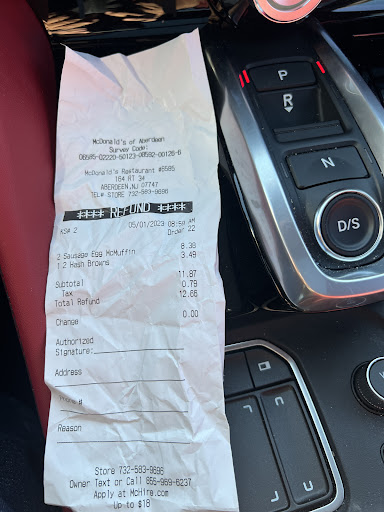 McDonald's of Aberdeen
Survey Code:
06585-02220-50123-00592-00126-6
McDonald's Restaurant #6585
164 RT 34
ABERDEEN,NJ 07747
TEL# STORE 732-583-9696
**** REFUND ****
KS# 2 05/01/2023 08:50 AM
Order 22
2 Sausage Egg McMuffin 8.38
1 2 Hash Browns 3.49
Subtotal 11.87
Tax 0.79
Total Refund 12.66
Change 0.00
Authorized
Signature:
Address
Phone #
Reason
Store 732-583-9696
Owner Text or Call 855-969-6237
Apply at McHire.com
Up to $18
P
R
N
D/S